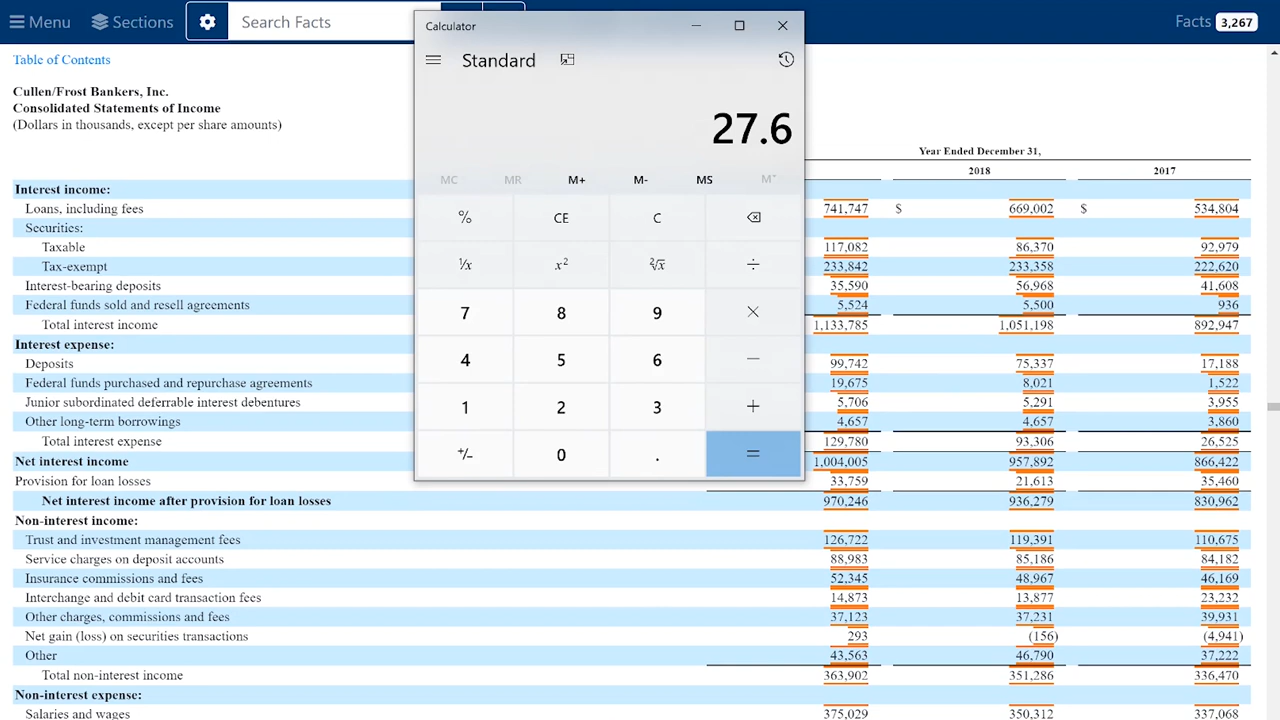 Menu Sections Search Facts Facts 3,267
Calculator
Standard
27.6
MC MR M+ M- MS M˅
% CE C ⌫
¹/x x² ²√x ÷
7 8 9 ×
4 5 6 −
1 2 3 +
+/− 0 . =
Table of Contents
Cullen/Frost Bankers, Inc.
Consolidated Statements of Income
(Dollars in thousands, except per share amounts)
Year Ended December 31,
2018 2017
Interest income:
Loans, including fees 741,747 $ 669,002 $ 534,804
Securities:
Taxable 117,082 86,370 92,979
Tax-exempt 233,842 233,358 222,620
Interest-bearing deposits 35,590 56,968 41,608
Federal funds sold and resell agreements 5,524 5,500 936
Total interest income 1,133,785 1,051,198 892,947
Interest expense:
Deposits 99,742 75,337 17,188
Federal funds purchased and repurchase agreements 19,675 8,021 1,522
Junior subordinated deferrable interest debentures 5,706 5,291 3,955
Other long-term borrowings 4,657 4,657 3,860
Total interest expense 129,780 93,306 26,525
Net interest income 1,004,005 957,892 866,422
Provision for loan losses 33,759 21,613 35,460
Net interest income after provision for loan losses 970,246 936,279 830,962
Non-interest income:
Trust and investment management fees 126,722 119,391 110,675
Service charges on deposit accounts 88,983 85,186 84,182
Insurance commissions and fees 52,345 48,967 46,169
Interchange and debit card transaction fees 14,873 13,877 23,232
Other charges, commissions and fees 37,123 37,231 39,931
Net gain (loss) on securities transactions 293 (156) (4,941)
Other 43,563 46,790 37,222
Total non-interest income 363,902 351,286 336,470
Non-interest expense:
Salaries and wages 375,029 350,312 337,068